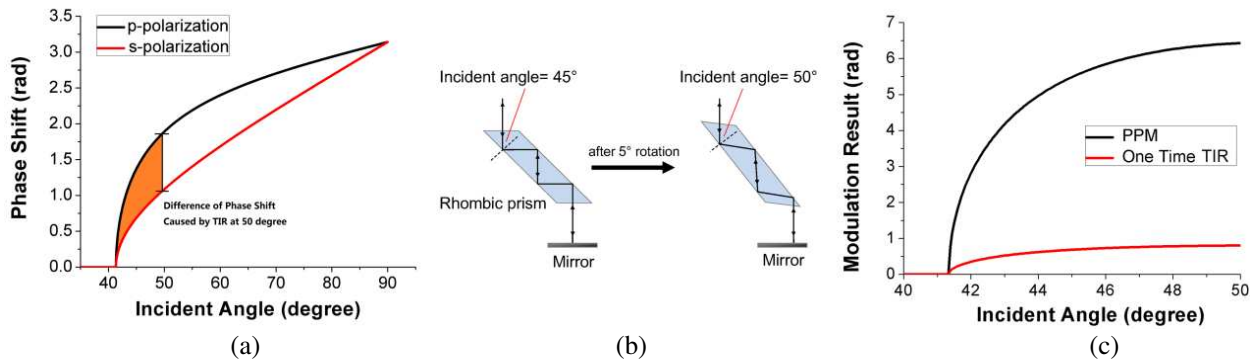 3.5
3.0
2.5
2.0
1.5
1.0
0.5
0.0
Phase Shift (rad)
p-polarization
s-polarization
Difference of Phase Shift
Caused by TIR at 50 degree
40 50 60 70 80 90
Incident Angle (degree)
(a)
Incident angle= 45°
Incident angle= 50°
after 5° rotation
Rhombic prism
Mirror
Mirror
(b)
7
6
5
4
3
2
1
0
Modulation Result (rad)
PPM
One Time TIR
40 42 44 46 48 50
Incident Angle (degree)
(c)